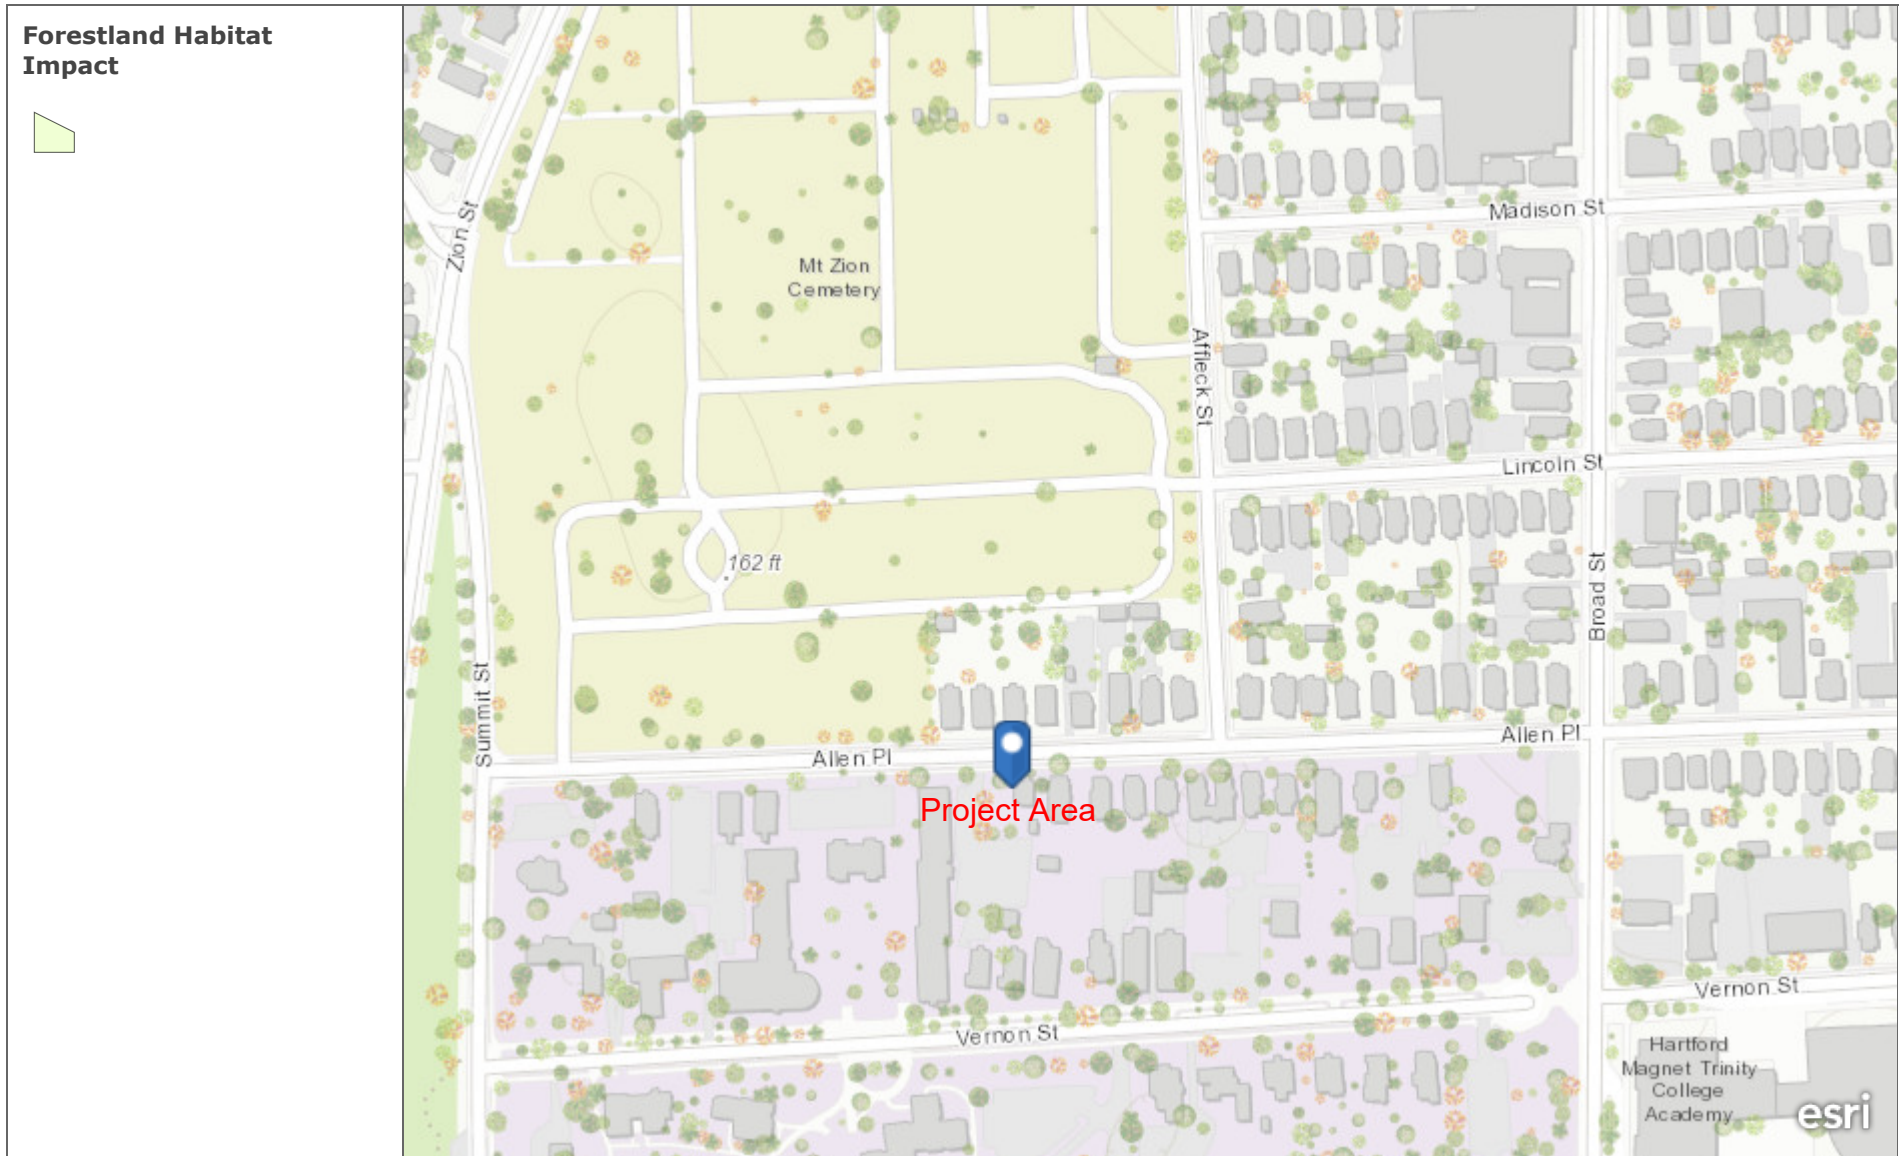 Forestland Habitat
Impact
Zion St
Madison St
Mt Zion
Cemetery
Affleck St
Lincoln St
162 ft
Broad St
Summit St
Allen Pl
Allen Pl
Project Area
Vernon St
Vernon St
Hartford
Magnet Trinity
College
Academy
esri